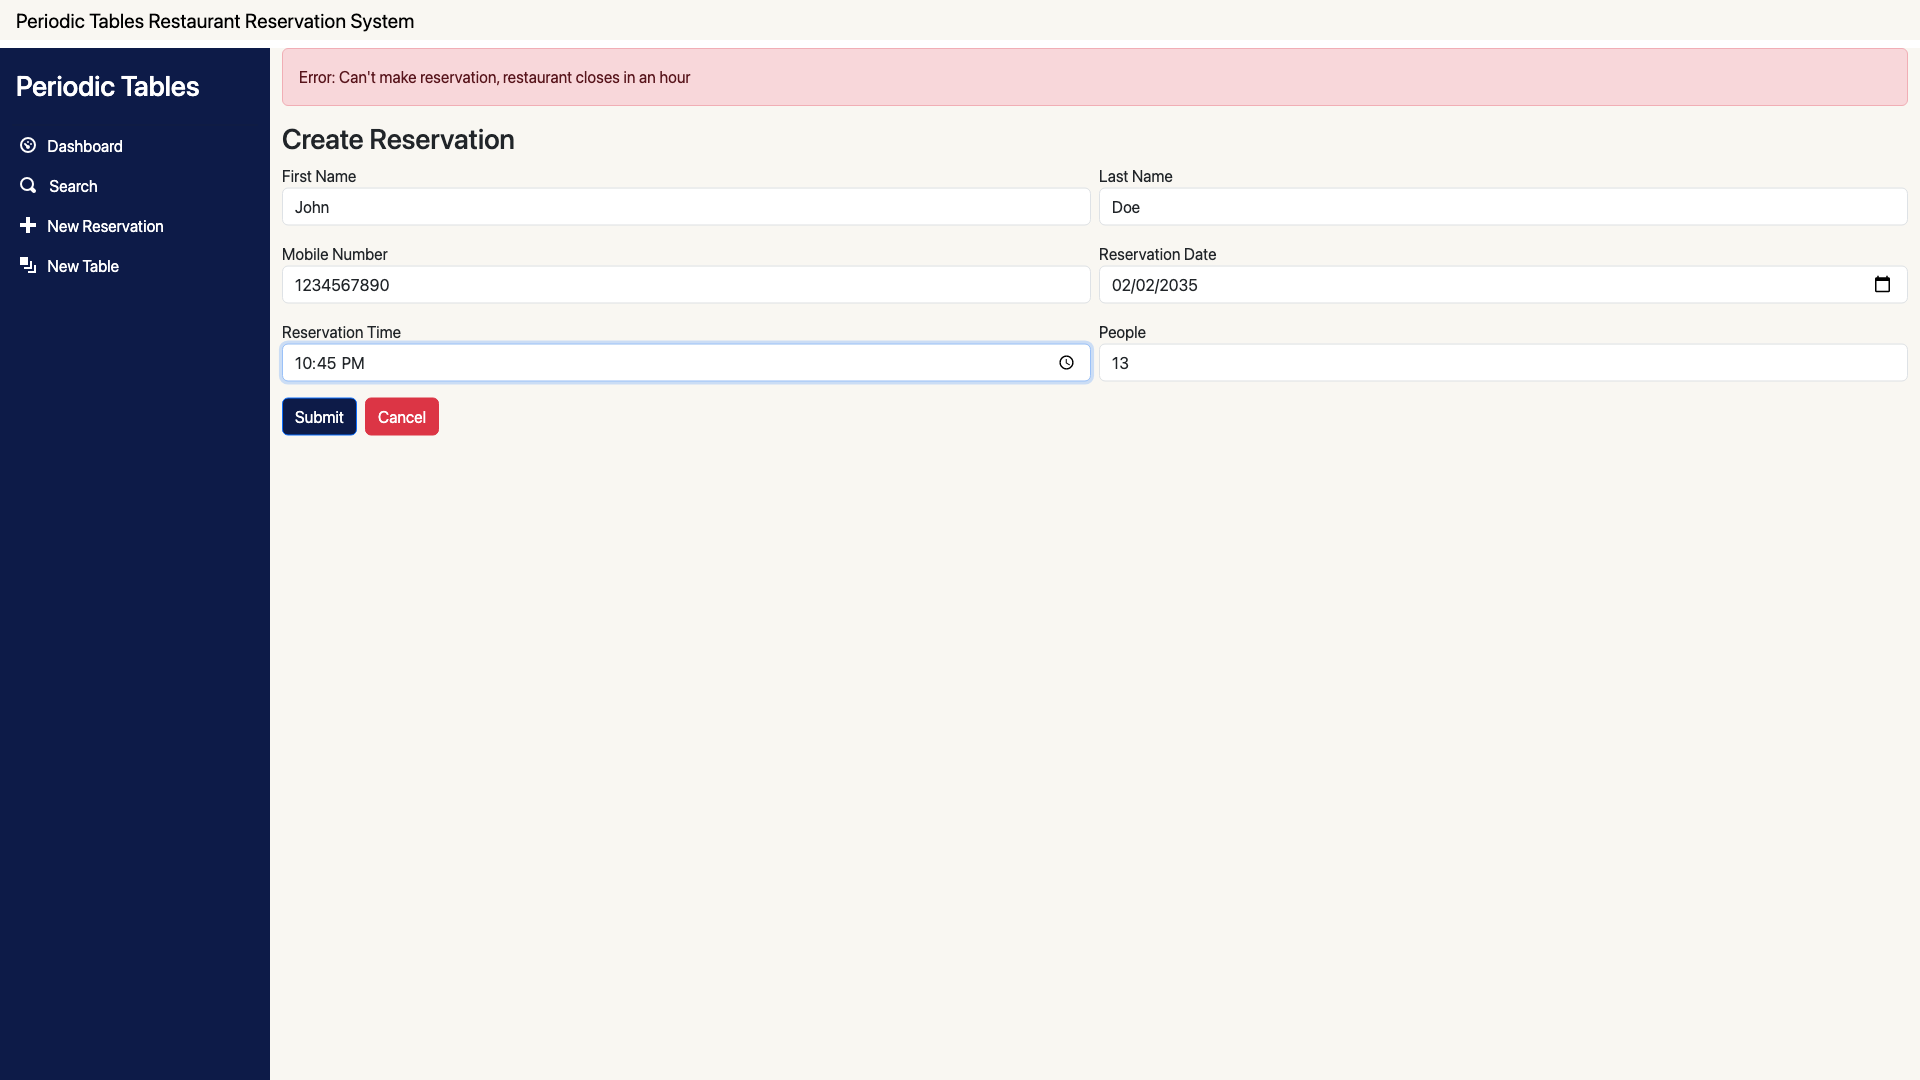 Periodic Tables Restaurant Reservation System
Periodic Tables
Dashboard
Search
New Reservation
New Table
Error: Can't make reservation, restaurant closes in an hour
Create Reservation
First Name
John
Last Name
Doe
Mobile Number
1234567890
Reservation Date
02/02/2035
Reservation Time
10:45 PM
People
13
Submit
Cancel